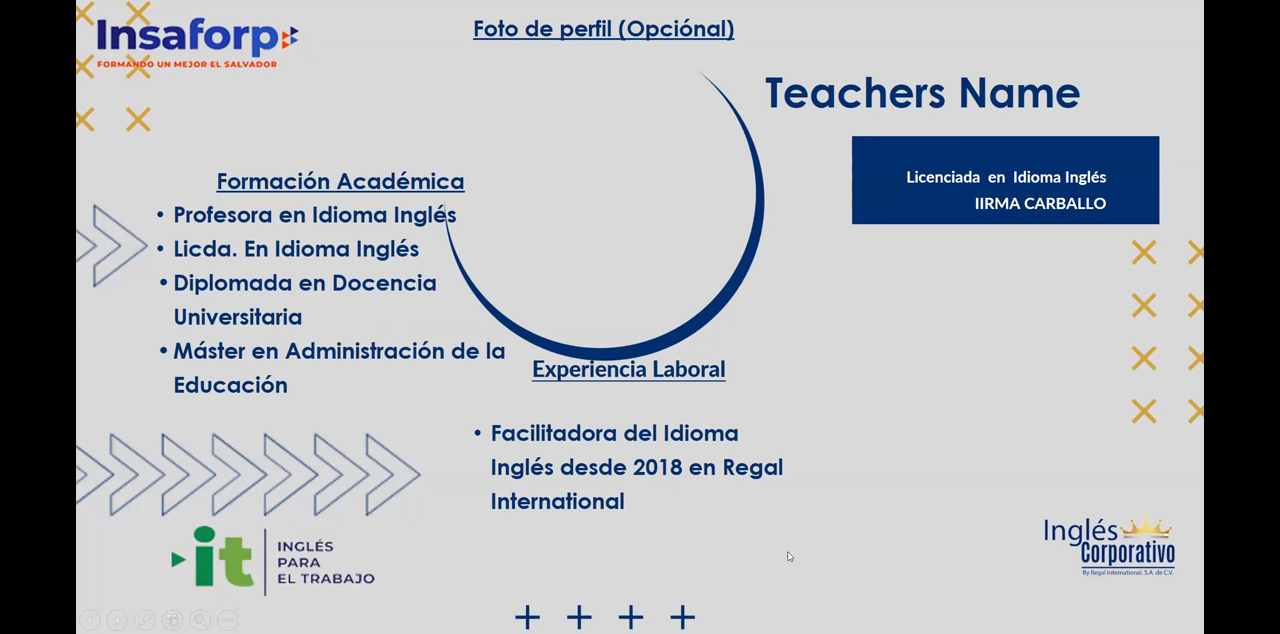 Insaforp
FORMANDO UN MEJOR EL SALVADOR
Foto de perfil (Opciónal)
Teachers Name
Licenciada en Idioma Inglés
IIRMA CARBALLO
Formación Académica
• Profesora en Idioma Inglés
• Licda. En Idioma Inglés
• Diplomada en Docencia
Universitaria
• Máster en Administración de la
Educación
Experiencia Laboral
• Facilitadora del Idioma
Inglés desde 2018 en Regal
International
it
INGLÉS
PARA
EL TRABAJO
Inglés
Corporativo
By Regal International, S.A. de C.V.